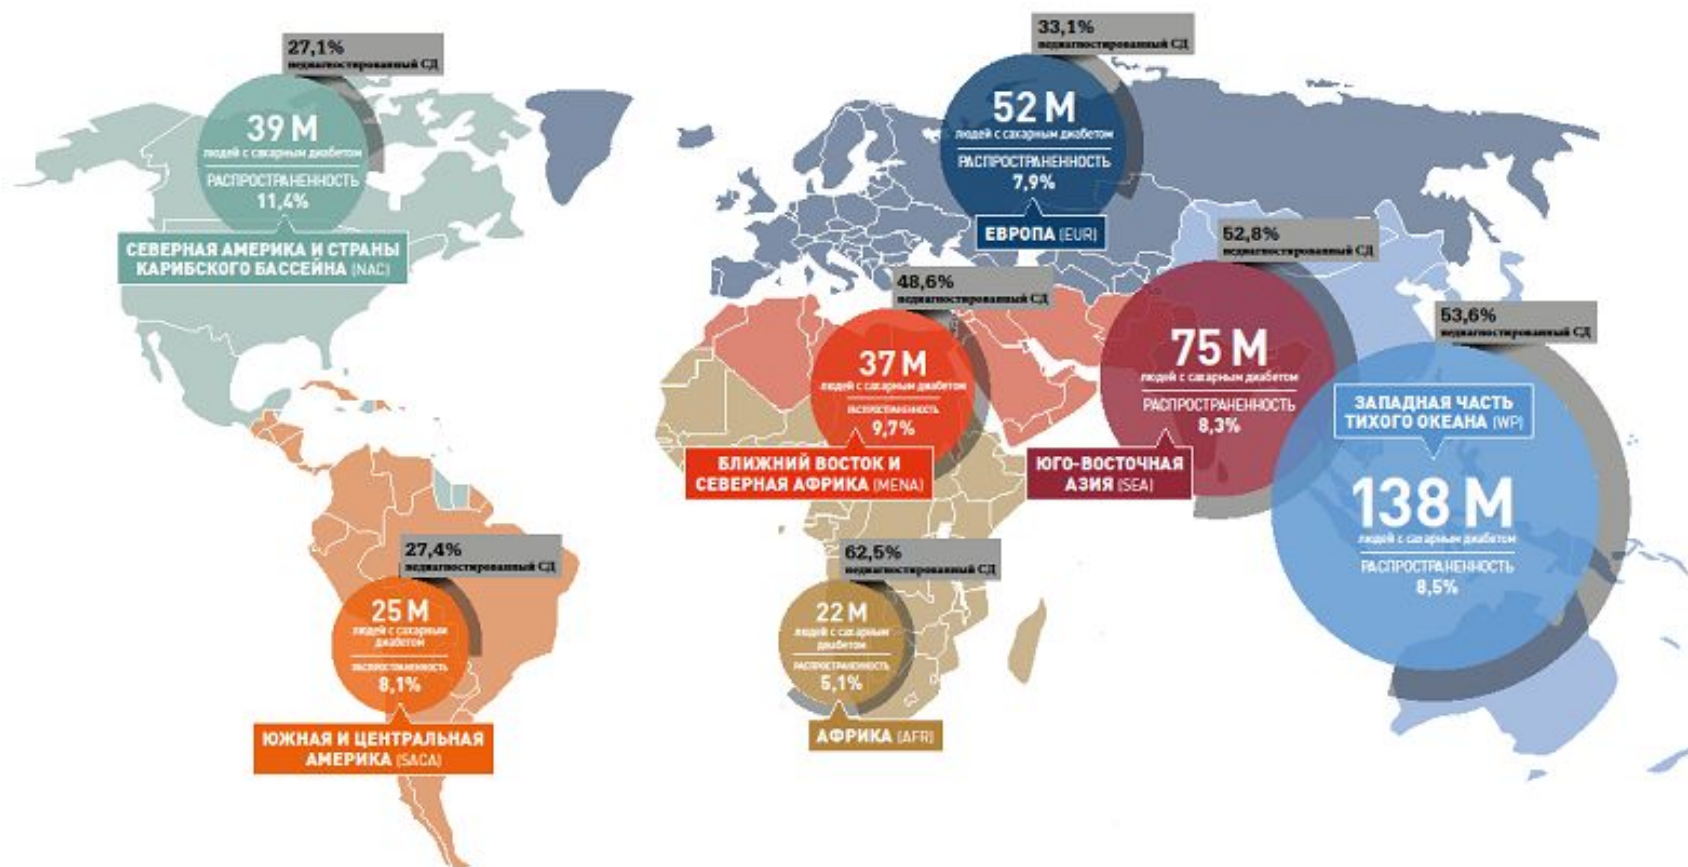 27,1%
недиагностированный СД
39 М
людей с сахарным диабетом
РАСПРОСТРАНЕННОСТЬ
11,4%
СЕВЕРНАЯ АМЕРИКА И СТРАНЫ
КАРИБСКОГО БАССЕЙНА (NAC)
33,1%
недиагностированный СД
52 М
людей с сахарным диабетом
РАСПРОСТРАНЕННОСТЬ
7,9%
ЕВРОПА (EUR)
48,6%
недиагностированный СД
37 М
людей с сахарным диабетом
РАСПРОСТРАНЕННОСТЬ
9,7%
БЛИЖНИЙ ВОСТОК И
СЕВЕРНАЯ АФРИКА (MENA)
52,8%
недиагностированный СД
75 М
людей с сахарным диабетом
РАСПРОСТРАНЕННОСТЬ
8,3%
ЮГО-ВОСТОЧНАЯ
АЗИЯ (SEA)
53,6%
недиагностированный СД
ЗАПАДНАЯ ЧАСТЬ
ТИХОГО ОКЕАНА (WP)
138 М
людей с сахарным диабетом
РАСПРОСТРАНЕННОСТЬ
8,5%
27,4%
недиагностированный СД
25 М
людей с сахарным
диабетом
РАСПРОСТРАНЕННОСТЬ
8,1%
ЮЖНАЯ И ЦЕНТРАЛЬНАЯ
АМЕРИКА (SACA)
62,5%
недиагностированный СД
22 М
людей с сахарным
диабетом
РАСПРОСТРАНЕННОСТЬ
5,1%
АФРИКА (AFR)